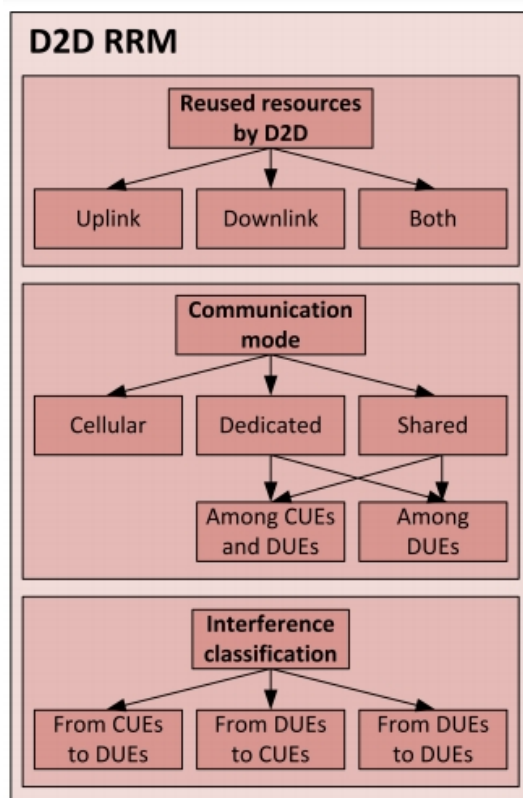 D2D RRM
Reused resources
by D2D
Uplink
Downlink
Both
Communication
mode
Cellular
Dedicated
Shared
Among CUEs
and DUEs
Among
DUEs
Interference
classification
From CUEs
to DUEs
From DUEs
to CUEs
From DUEs
to DUEs